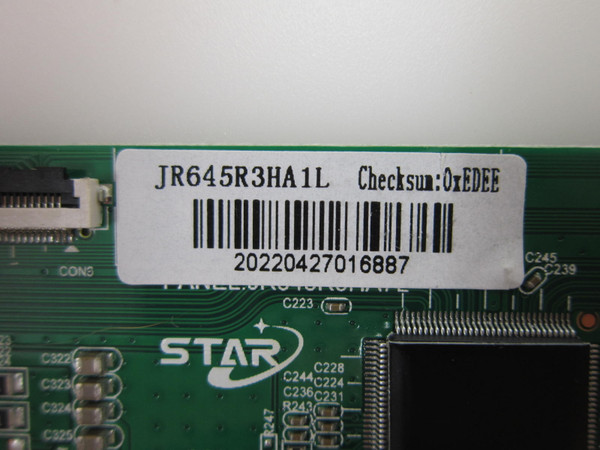 JR645R3HA1L Checksum:0xEDEE
20220427016887
CON8
C245
C239
C223
STAR
C322
C323
C324
C325
C228
C244
C224
C236
C231
R243
R247